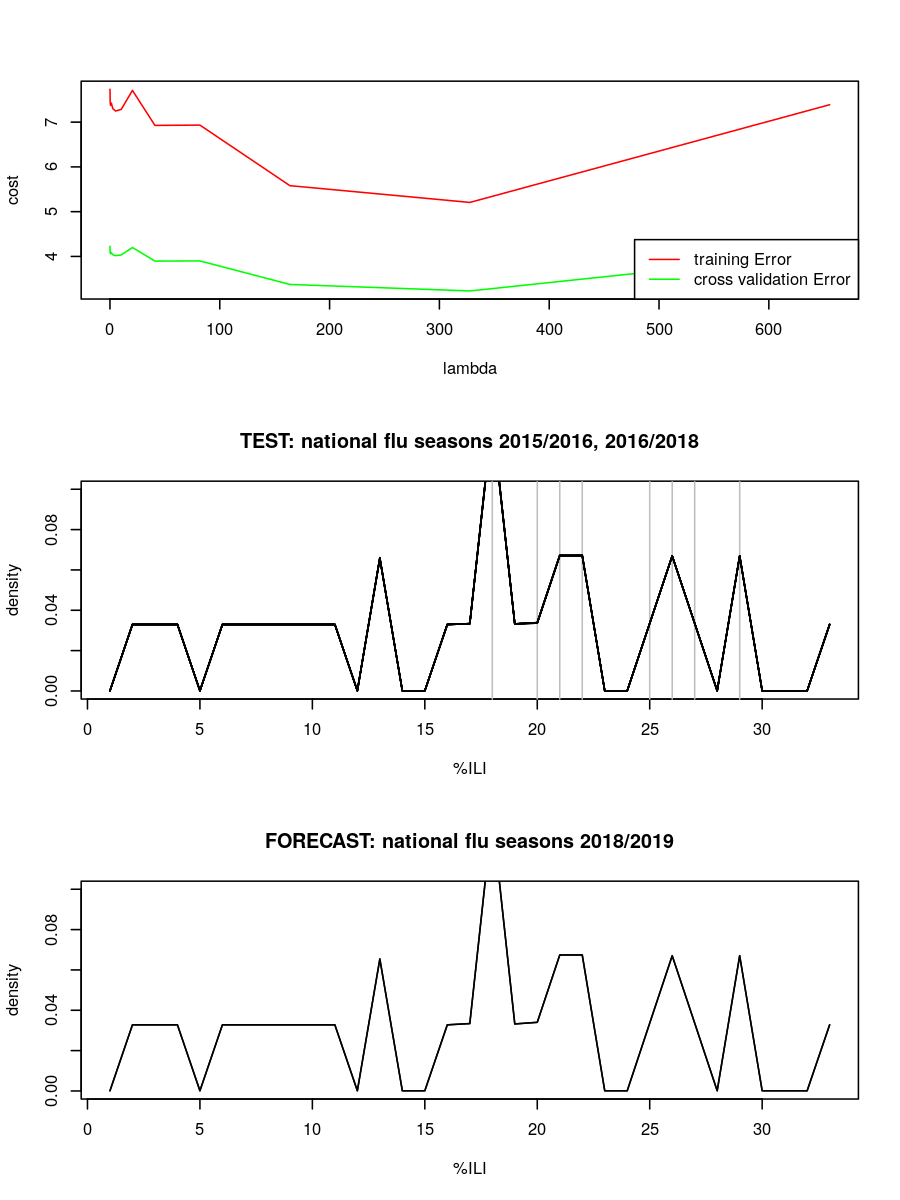 7
6
5
4
cost
training Error
cross validation Error
0 100 200 300 400 500 600
lambda
TEST: national flu seasons 2015/2016, 2016/2018
0.08
0.04
0.00
density
0 5 10 15 20 25 30
%ILI
FORECAST: national flu seasons 2018/2019
0.08
0.04
0.00
density
0 5 10 15 20 25 30
%ILI